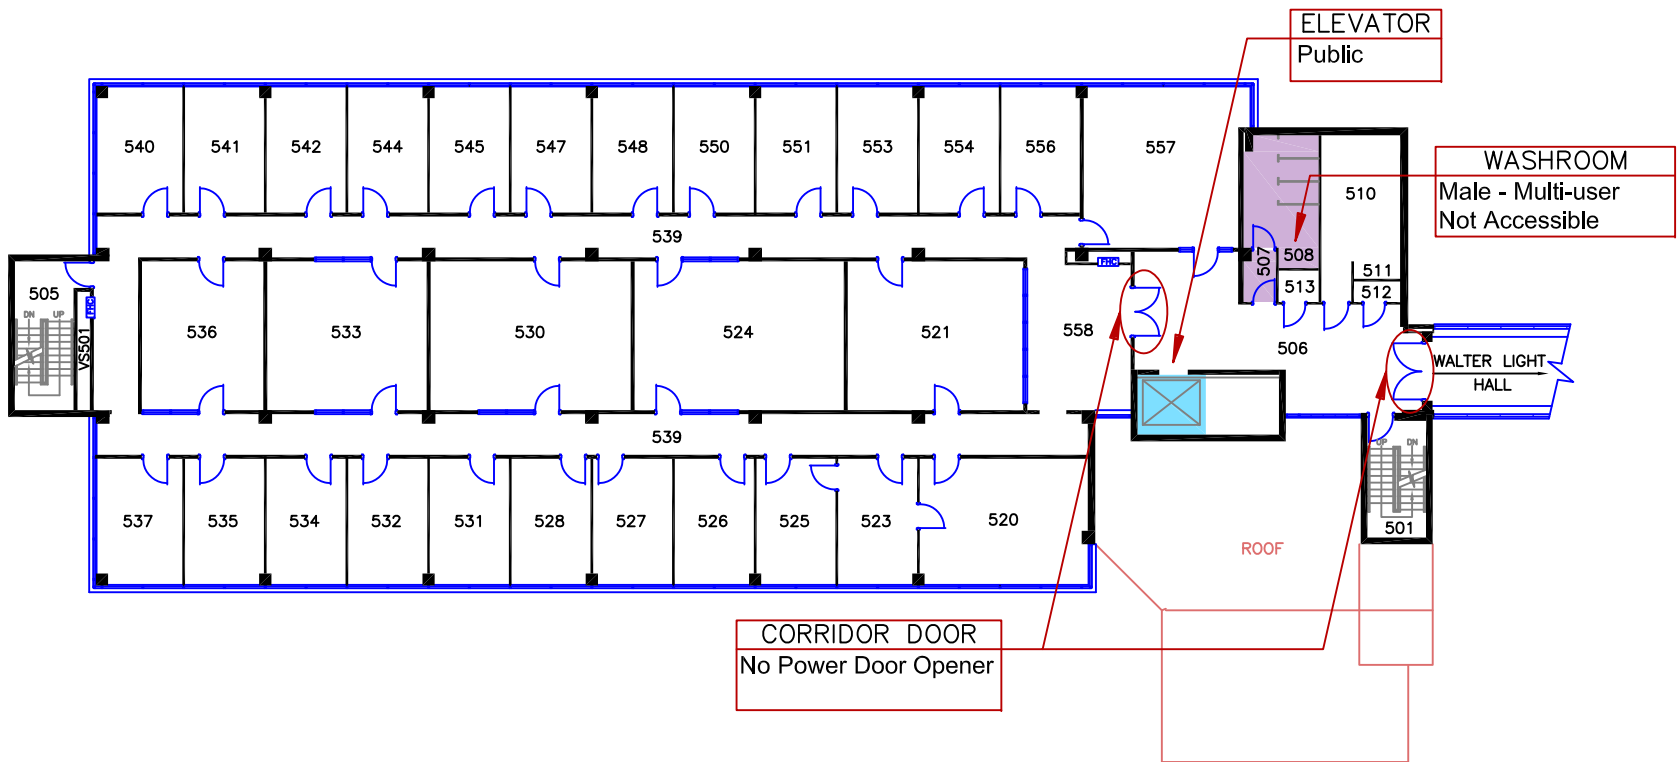 ELEVATOR
Public
WASHROOM
Male - Multi-user
Not Accessible
540 541 542 544 545 547 548 550 551 553 554 556 557
510
539
507 508
511
513 512
FHC
505
DN UP
FHC
VS501
536 533 530 524 521 558
506
WALTER LIGHT
HALL
539
UP DN
501
537 535 534 532 531 528 527 526 525 523 520
ROOF
CORRIDOR DOOR
No Power Door Opener